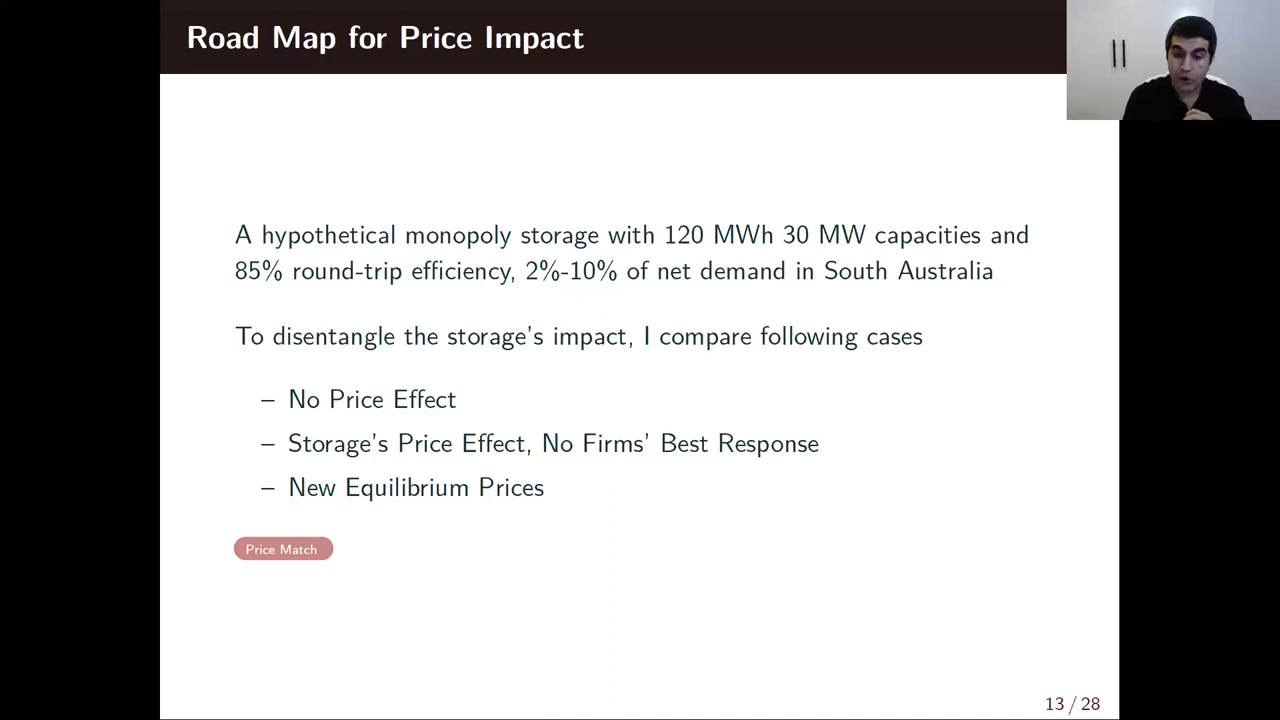 Road Map for Price Impact
A hypothetical monopoly storage with 120 MWh 30 MW capacities and
85% round-trip efficiency, 2%-10% of net demand in South Australia
To disentangle the storage's impact, I compare following cases
– No Price Effect
– Storage's Price Effect, No Firms' Best Response
– New Equilibrium Prices
Price Match
13 / 28